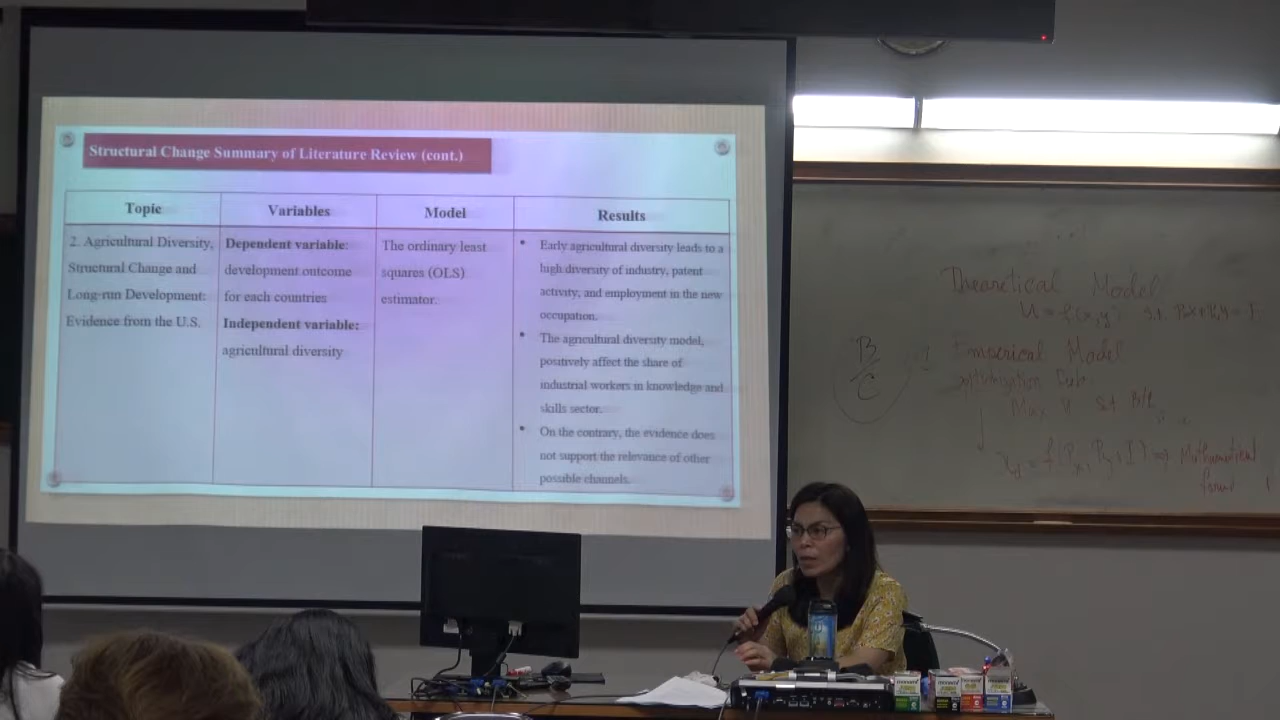 Structural Change Summary of Literature Review (cont.)
Topic
Variables
Model
Results
2. Agricultural Diversity,
Structural Change and
Long-run Development:
Evidence from the U.S.
Dependent variable:
development outcome
for each countries
Independent variable:
agricultural diversity
The ordinary least
squares (OLS)
estimator.
• Early agricultural diversity leads to a
high diversity of industry, patent
activity, and employment in the new
occupation.
• The agricultural diversity model,
positively affect the share of
industrial workers in knowledge and
skills sector.
• On the contrary, the evidence does
not support the relevance of other
possible channels.
Theoretical Model
U = f(x,y) s.t.
B/C
Emperical Model
Max U s.t
= f(Px, Py, I) => Mathematical
form